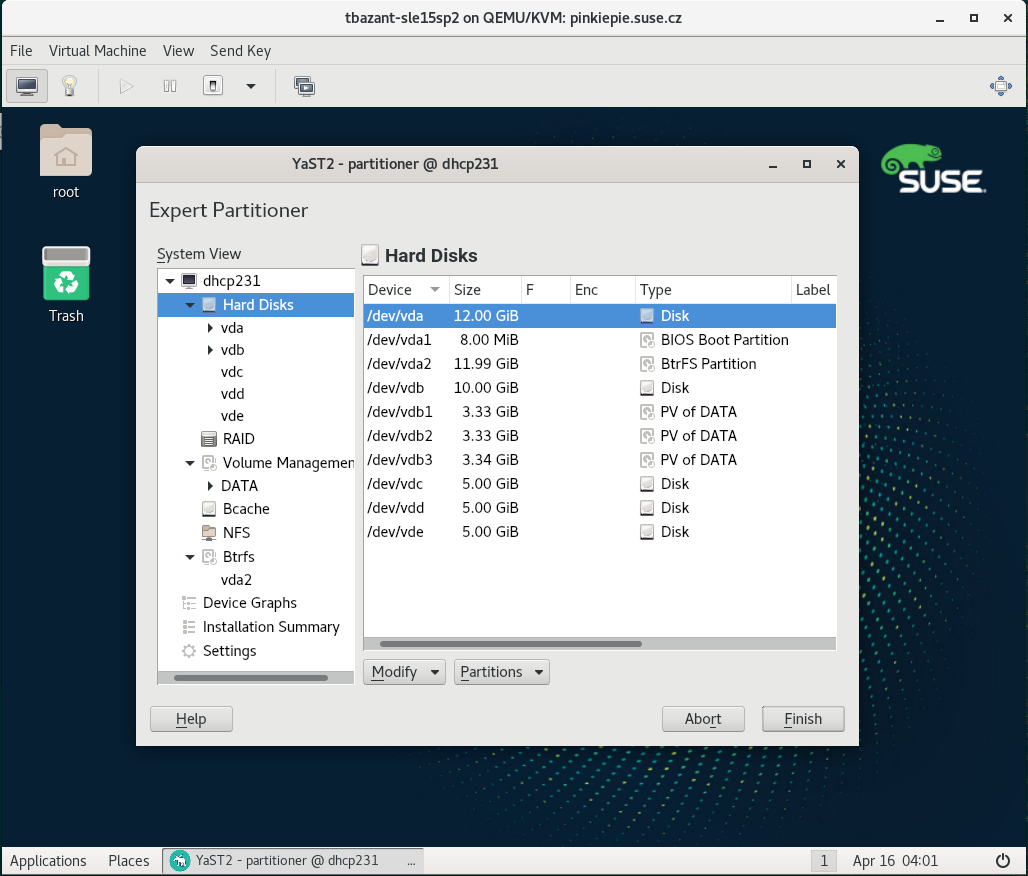 tbazant-sle15sp2 on QEMU/KVM: pinkiepie.suse.cz
File Virtual Machine View Send Key
root
Trash
SUSE
YaST2 - partitioner @ dhcp231
Expert Partitioner
System View
dhcp231
Hard Disks
vda
vdb
vdc
vdd
vde
RAID
Volume Managemen
DATA
Bcache
NFS
Btrfs
vda2
Device Graphs
Installation Summary
Settings
Hard Disks
Device Size F Enc Type Label
/dev/vda 12.00 GiB Disk
/dev/vda1 8.00 MiB BIOS Boot Partition
/dev/vda2 11.99 GiB BtrFS Partition
/dev/vdb 10.00 GiB Disk
/dev/vdb1 3.33 GiB PV of DATA
/dev/vdb2 3.33 GiB PV of DATA
/dev/vdb3 3.34 GiB PV of DATA
/dev/vdc 5.00 GiB Disk
/dev/vdd 5.00 GiB Disk
/dev/vde 5.00 GiB Disk
Modify Partitions
Help Abort Finish
Applications Places YaST2 - partitioner @ dhcp231 ... 1 Apr 16 04:01